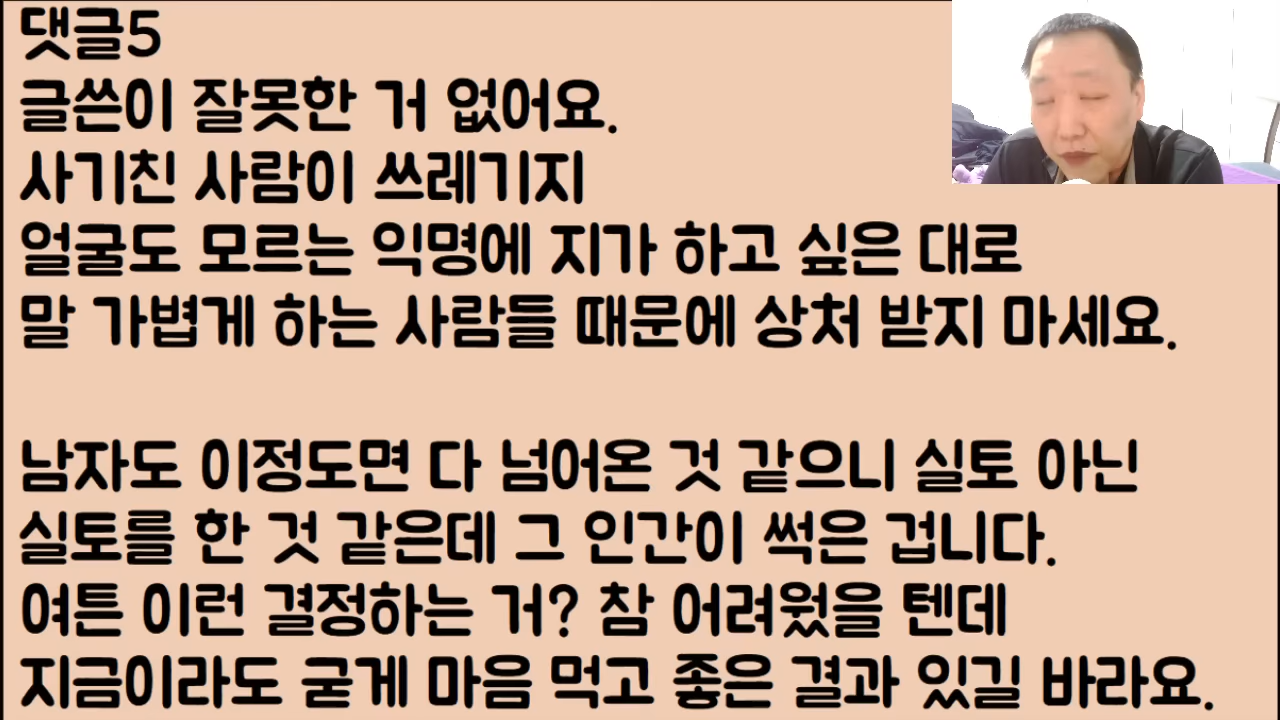 댓글5
글쓴이 잘못한 거 없어요.
사기친 사람이 쓰레기지
얼굴도 모르는 익명에 지가 하고 싶은 대로
말 가볍게 하는 사람들 때문에 상처 받지 마세요.
남자도 이정도면 다 넘어온 것 같으니 실토 아닌
실토를 한 것 같은데 그 인간이 썩은 겁니다.
여튼 이런 결정하는 거? 참 어려웠을 텐데
지금이라도 굳게 마음 먹고 좋은 결과 있길 바라요.